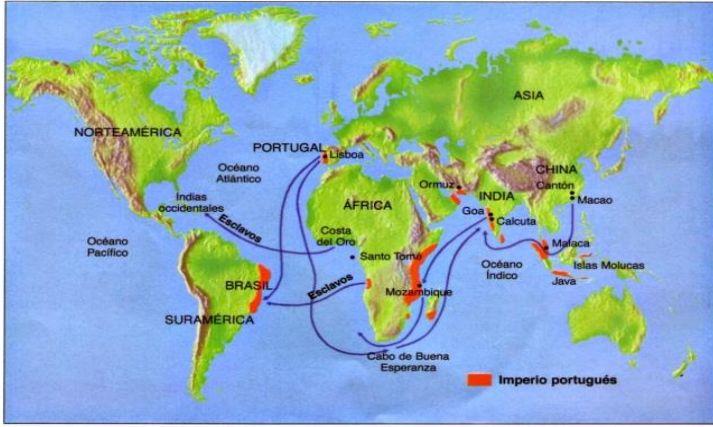 ASIA
NORTEAMÉRICA
PORTUGAL
Lisboa
Océano
Atlántico
CHINA
Cantón
Macao
Ormuz
INDIA
Goa
Calcuta
Indias
occidentales
Esclavos
ÁFRICA
Costa
del Oro
Océano
Pacífico
Santo Tomé
Malaca
Océano
Índico
Islas Molucas
Java
BRASIL
Esclavos
Mozambique
SURAMÉRICA
Cabo de Buena
Esperanza
Imperio portugués